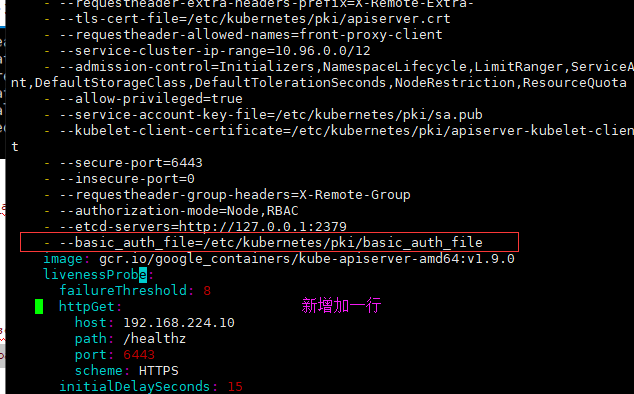 - --requestheader-extra-headers-prefix=X-Remote-Extra-
- --tls-cert-file=/etc/kubernetes/pki/apiserver.crt
- --requestheader-allowed-names=front-proxy-client
- --service-cluster-ip-range=10.96.0.0/12
- --admission-control=Initializers,NamespaceLifecycle,LimitRanger,ServiceA
nt,DefaultStorageClass,DefaultTolerationSeconds,NodeRestriction,ResourceQuota
- --allow-privileged=true
- --service-account-key-file=/etc/kubernetes/pki/sa.pub
- --kubelet-client-certificate=/etc/kubernetes/pki/apiserver-kubelet-clien
t
- --secure-port=6443
- --insecure-port=0
- --requestheader-group-headers=X-Remote-Group
- --authorization-mode=Node,RBAC
- --etcd-servers=http://127.0.0.1:2379
- --basic_auth_file=/etc/kubernetes/pki/basic_auth_file
image: gcr.io/google_containers/kube-apiserver-amd64:v1.9.0
livenessProbe:
failureThreshold: 8
httpGet:
新增加一行
host: 192.168.224.10
path: /healthz
port: 6443
scheme: HTTPS
initialDelaySeconds: 15